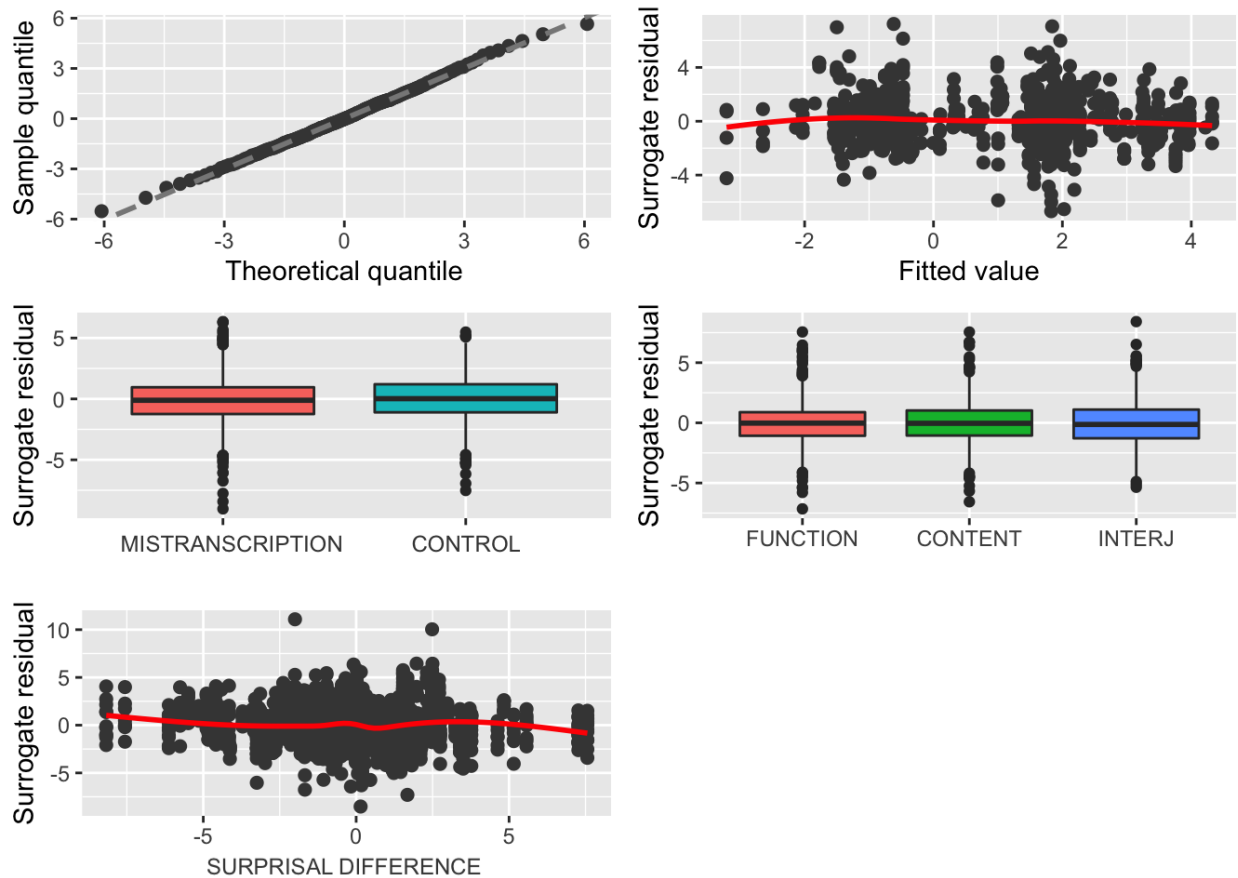 Sample quantile
6
3
0
-3
-6
-6 -3 0 3 6
Theoretical quantile
Surrogate residual
4
0
-4
-2 0 2 4
Fitted value
Surrogate residual
5
0
-5
MISTRANSCRIPTION CONTROL
Surrogate residual
5
0
-5
FUNCTION CONTENT INTERJ
Surrogate residual
10
5
0
-5
-5 0 5
SURPRISAL DIFFERENCE